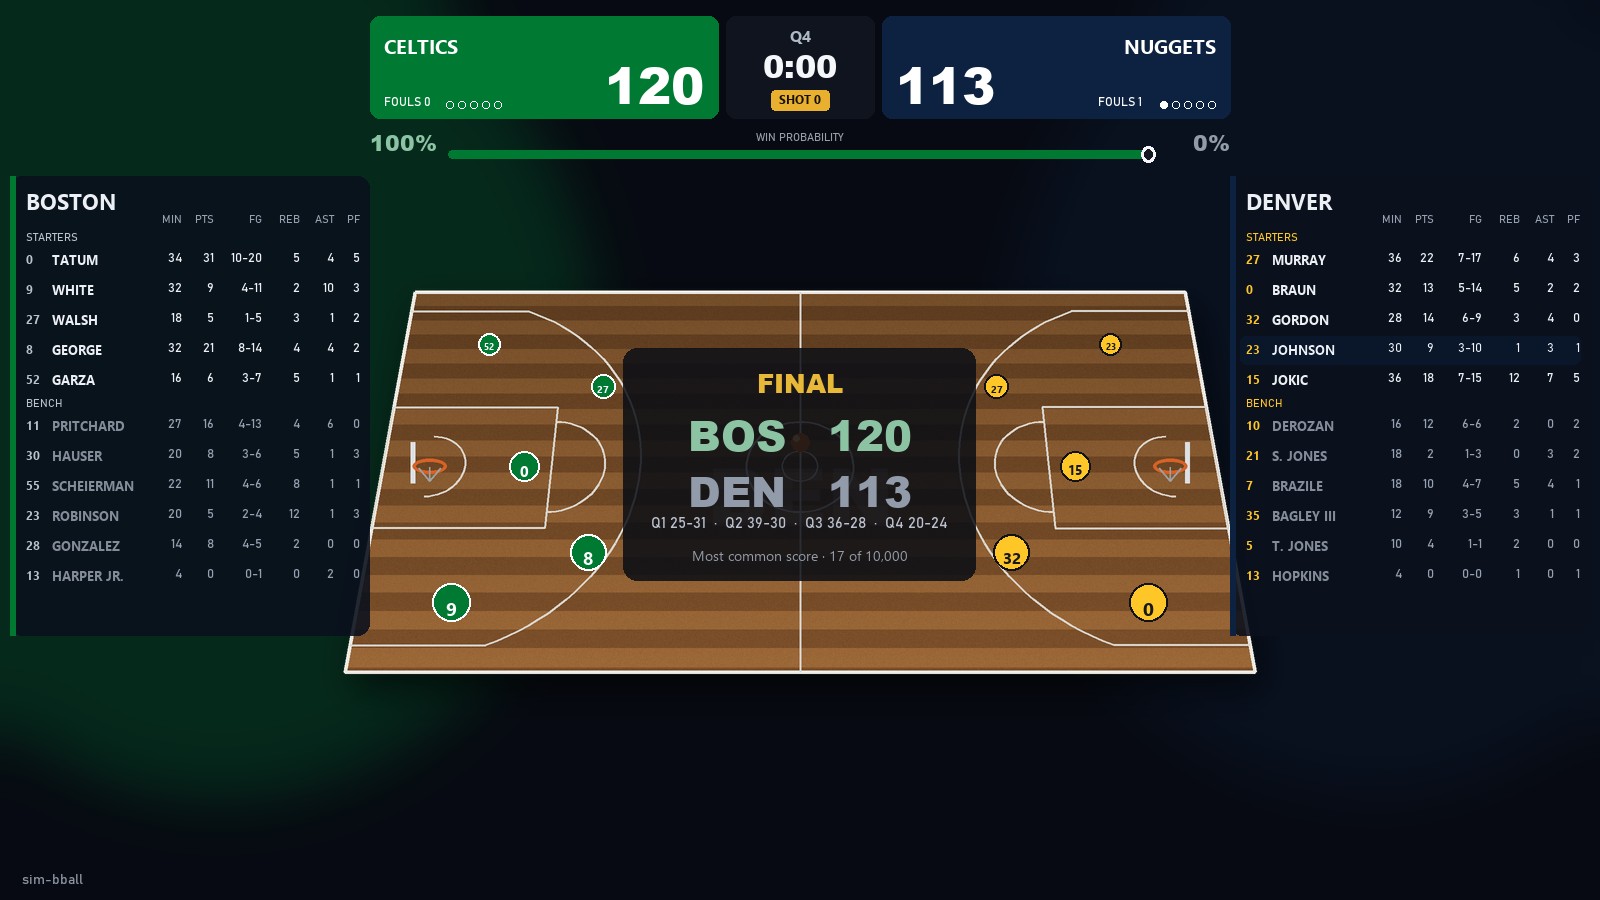 CELTICS
120
FOULS 0
Q4
0:00
SHOT 0
NUGGETS
113
FOULS 1
100%
WIN PROBABILITY
0%
BOSTON
MIN PTS FG REB AST PF
STARTERS
0 TATUM 34 31 10-20 5 4 5
9 WHITE 32 9 4-11 2 10 3
27 WALSH 18 5 1-5 3 1 2
8 GEORGE 32 21 8-14 4 4 2
52 GARZA 16 6 3-7 5 1 1
BENCH
11 PRITCHARD 27 16 4-13 4 6 0
30 HAUSER 20 8 3-6 5 1 3
55 SCHEIERMAN 22 11 4-6 8 1 1
23 ROBINSON 20 5 2-4 12 1 3
28 GONZALEZ 14 8 4-5 2 0 0
13 HARPER JR. 4 0 0-1 0 2 0
52
27
0
8
9
FINAL
BOS 120
DEN 113
Q1 25-31 · Q2 39-30 · Q3 36-28 · Q4 20-24
Most common score · 17 of 10,000
23
27
15
32
0
DENVER
MIN PTS FG REB AST PF
STARTERS
27 MURRAY 36 22 7-17 6 4 3
0 BRAUN 32 13 5-14 5 2 2
32 GORDON 28 14 6-9 3 4 0
23 JOHNSON 30 9 3-10 1 3 1
15 JOKIC 36 18 7-15 12 7 5
BENCH
10 DEROZAN 16 12 6-6 2 0 2
21 S. JONES 18 2 1-3 0 3 2
7 BRAZILE 18 10 4-7 5 4 1
35 BAGLEY III 12 9 3-5 3 1 1
5 T. JONES 10 4 1-1 2 0 0
13 HOPKINS 4 0 0-0 1 0 1
sim-bball